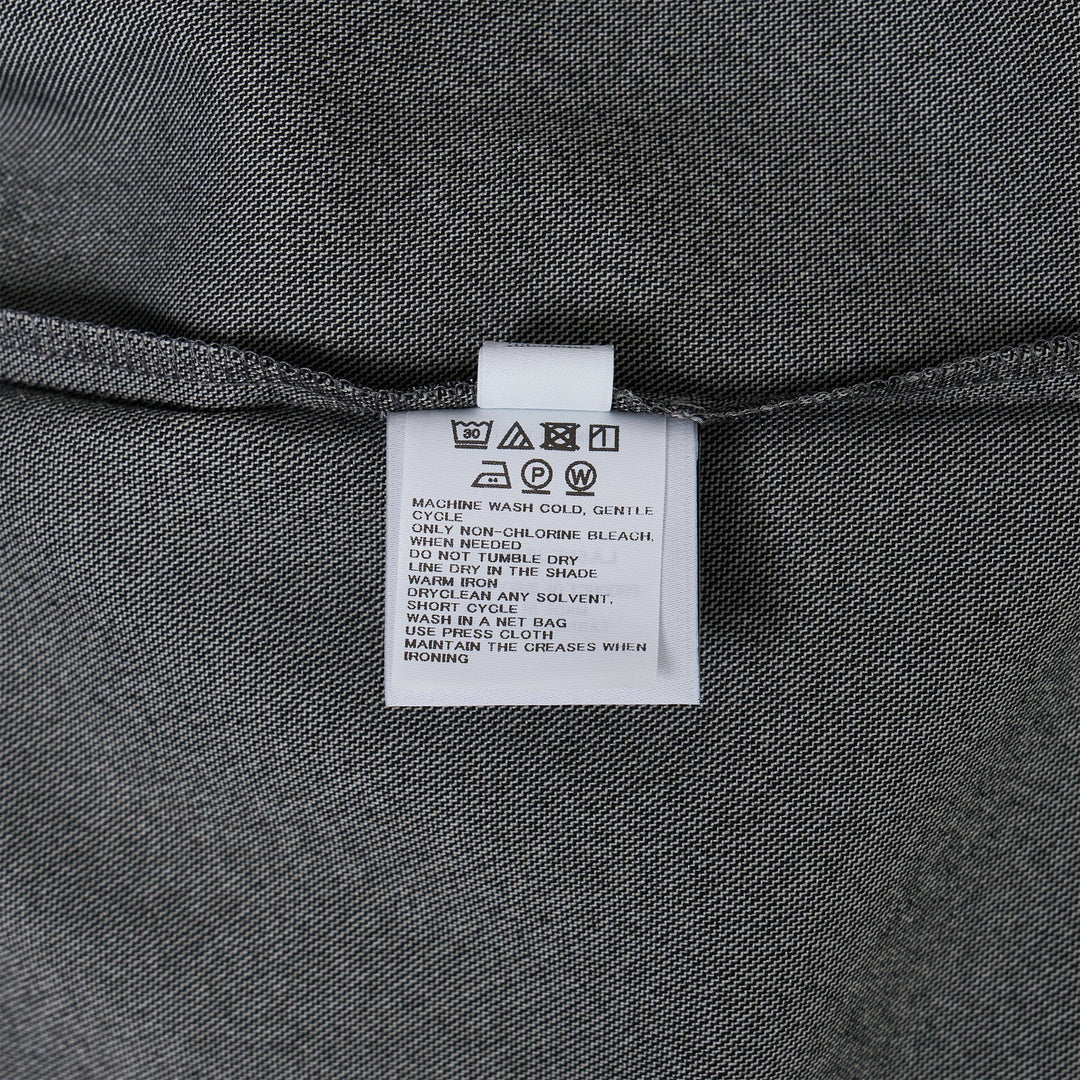 30
P W
MACHINE WASH COLD, GENTLE
CYCLE
ONLY NON-CHLORINE BLEACH,
WHEN NEEDED
DO NOT TUMBLE DRY
LINE DRY IN THE SHADE
WARM IRON
DRYCLEAN ANY SOLVENT,
SHORT CYCLE
WASH IN A NET BAG
USE PRESS CLOTH
MAINTAIN THE CREASES WHEN
IRONING